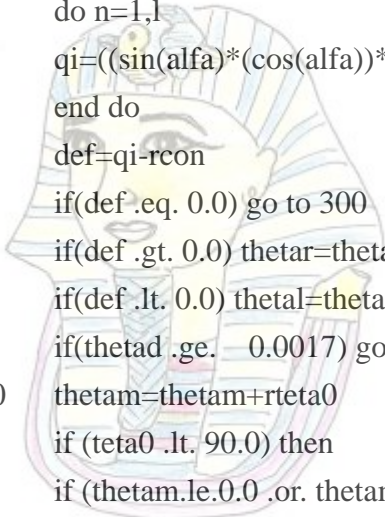 do n=1,l
qi=((sin(alfa)*(cos(alfa))*
end do
def=qi-rcon
if(def .eq. 0.0) go to 300
if(def .gt. 0.0) thetar=theta
if(def .lt. 0.0) thetal=theta
if(thetad .ge. 0.0017) go
0 thetam=thetam+rteta0
if (teta0 .lt. 90.0) then
if (thetam.le.0.0 .or. thetam